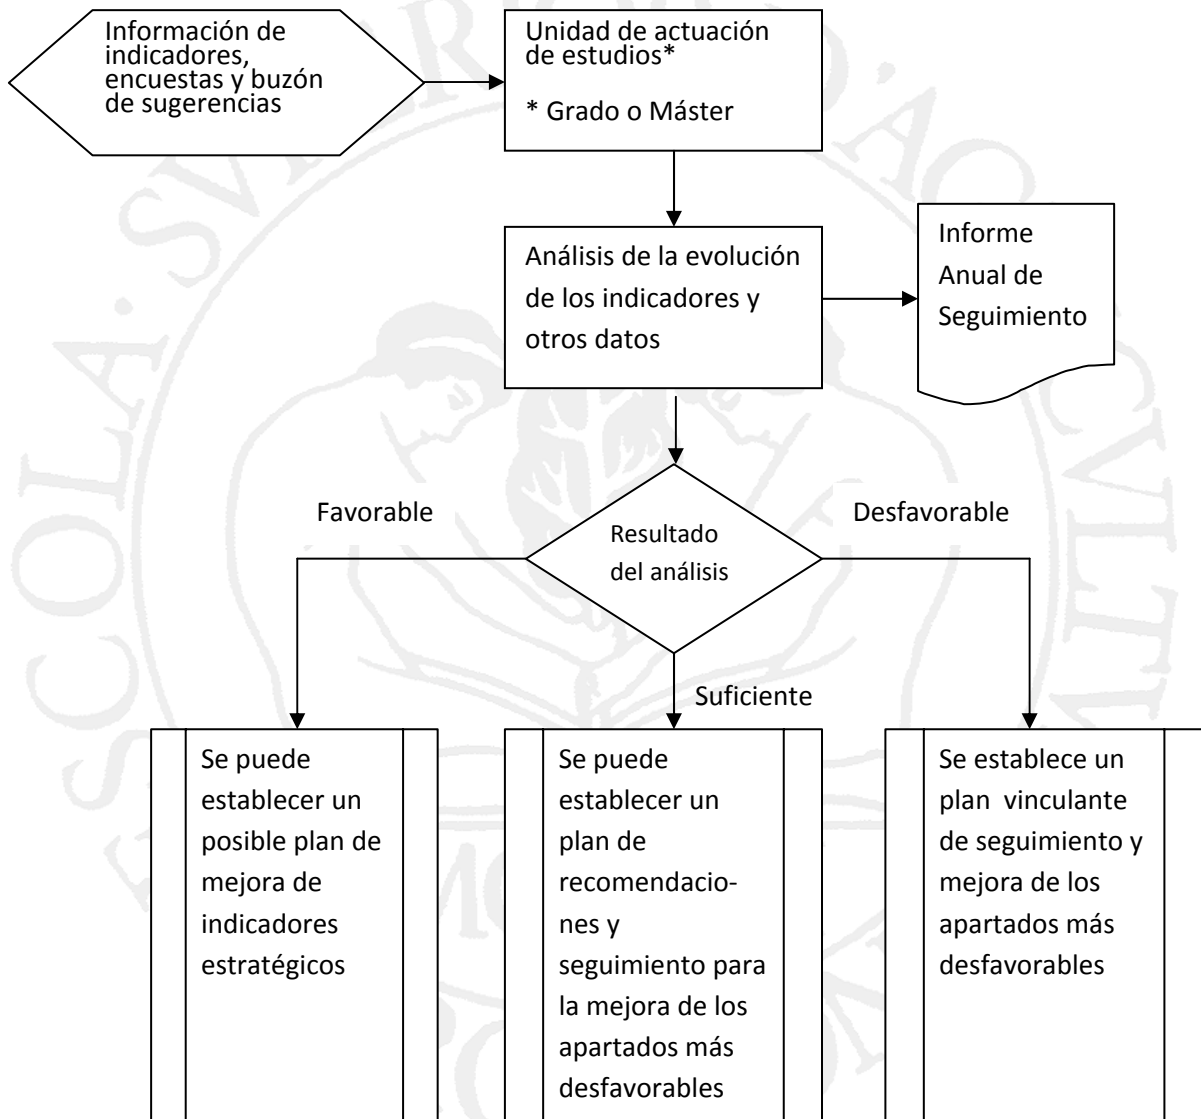 Información de
indicadores,
encuestas y buzón
de sugerencias
Unidad de actuación
de estudios*
* Grado o Máster
Análisis de la evolución
de los indicadores y
otros datos
Informe
Anual de
Seguimiento
Favorable
Resultado
del análisis
Desfavorable
Suficiente
Se puede
establecer un
posible plan de
mejora de
indicadores
estratégicos
Se puede
establecer un
plan de
recomendacio-
nes y
seguimiento para
la mejora de los
apartados más
desfavorables
Se establece un
plan vinculante
de seguimiento y
mejora de los
apartados más
desfavorables